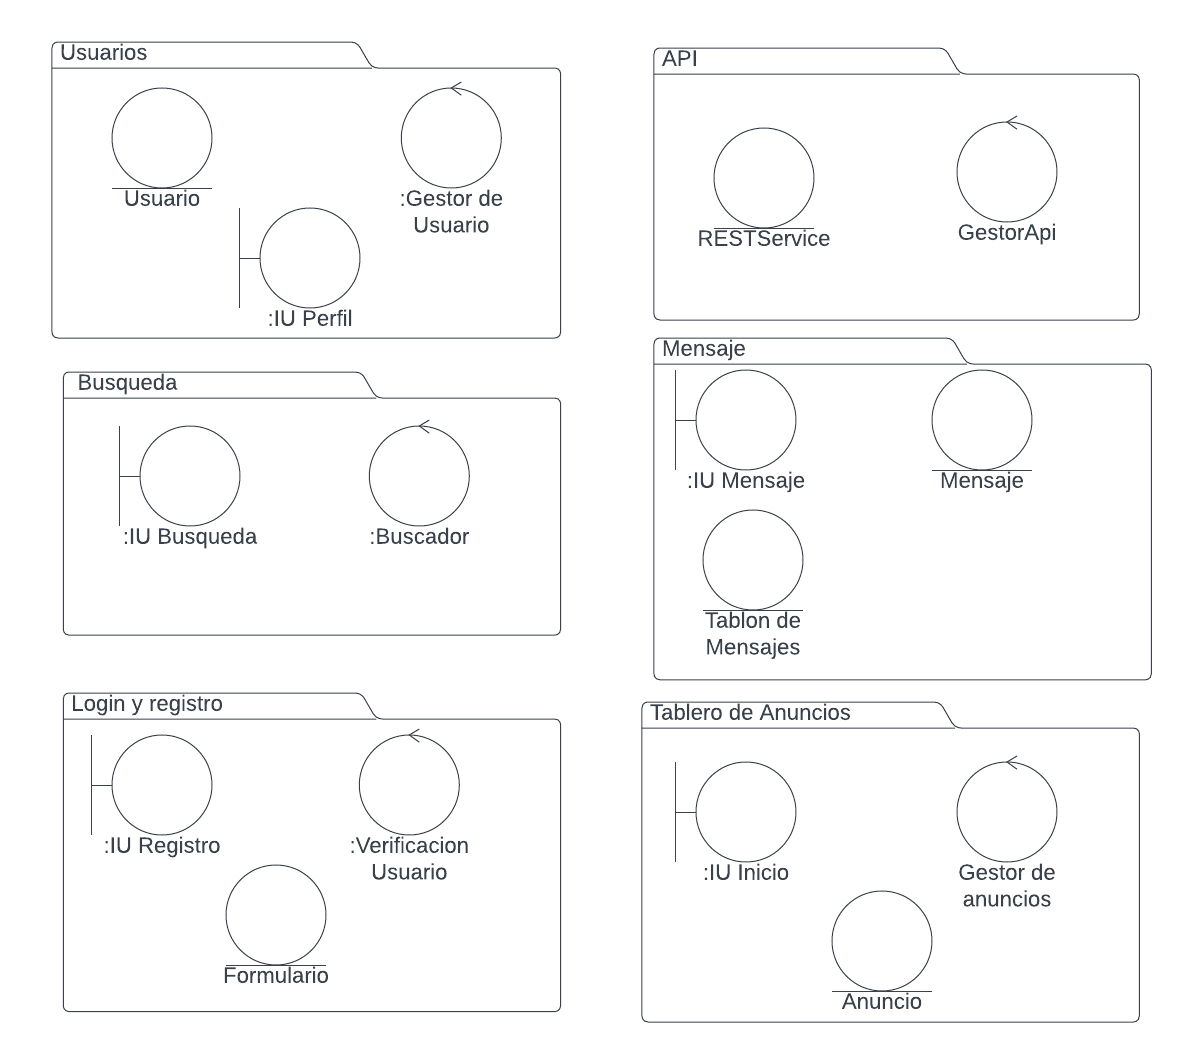 Usuarios
Usuario
:Gestor de
Usuario
:IU Perfil
API
RESTService
GestorApi
Busqueda
:IU Busqueda
:Buscador
Mensaje
:IU Mensaje
Mensaje
Tablon de
Mensajes
Login y registro
:IU Registro
:Verificacion
Usuario
Formulario
Tablero de Anuncios
:IU Inicio
Gestor de
anuncios
Anuncio